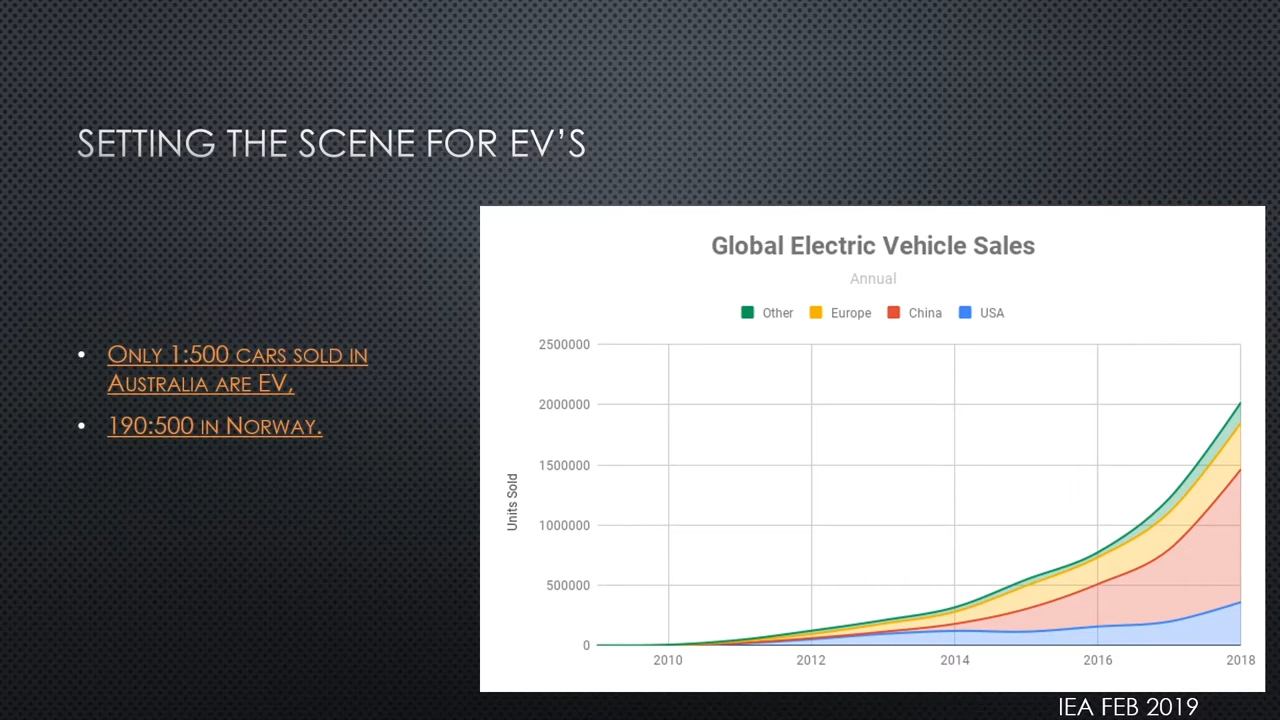 SETTING THE SCENE FOR EV'S
• ONLY 1:500 CARS SOLD IN
AUSTRALIA ARE EV,
• 190:500 IN NORWAY.
Global Electric Vehicle Sales
Annual
Other Europe China USA
2500000
2000000
1500000
1000000
500000
0
Units Sold
2010 2012 2014 2016 2018
IEA FEB 2019